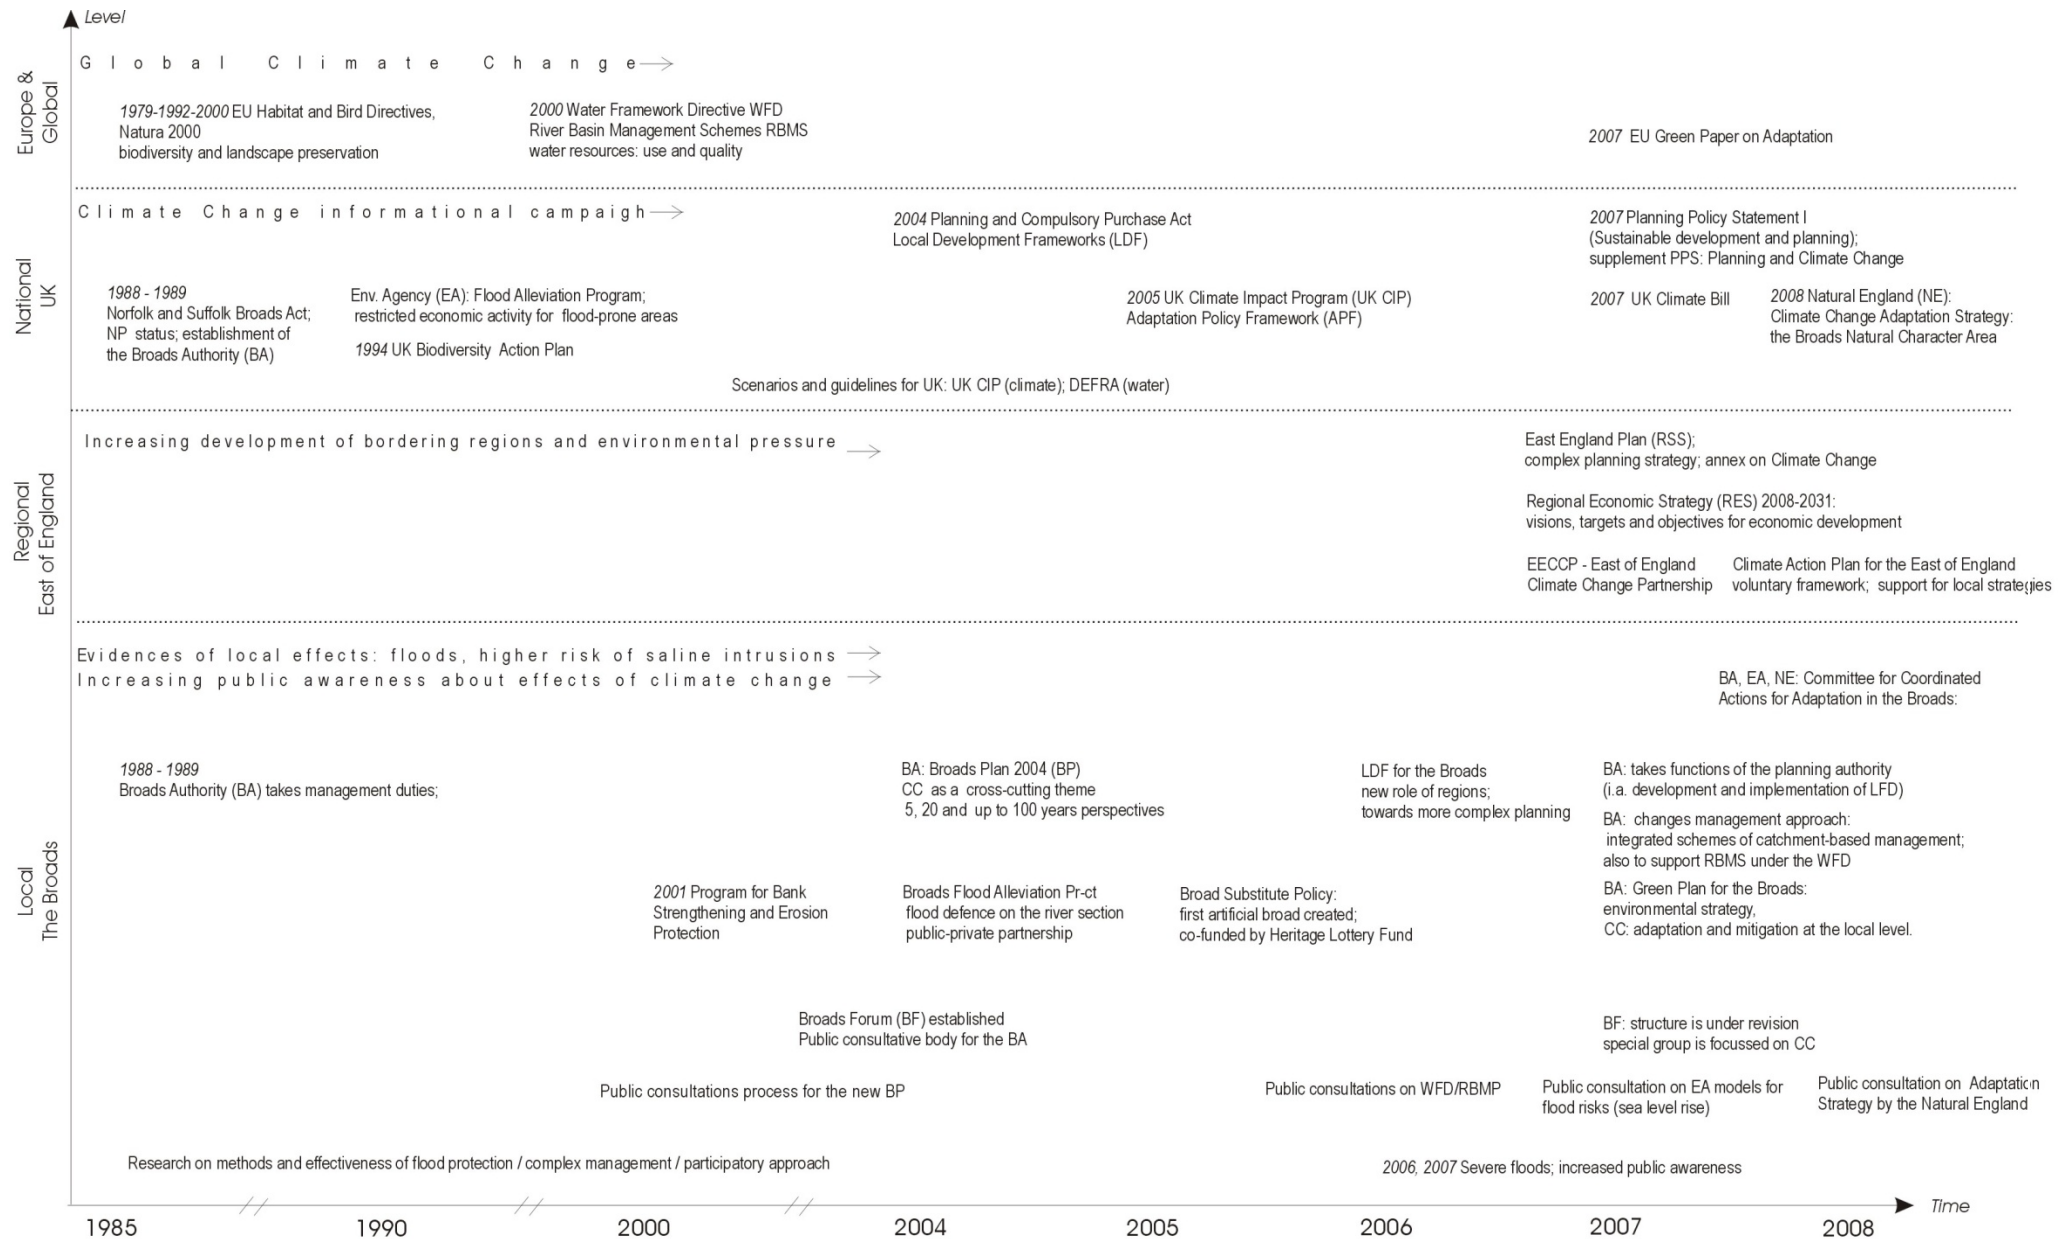 Level
Europe &
Global
Global Climate Change
1979-1992-2000 EU Habitat and Bird Directives,
Natura 2000
biodiversity and landscape preservation
2000 Water Framework Directive WFD
River Basin Management Schemes RBMS
water resources: use and quality
2007 EU Green Paper on Adaptation
National
UK
Climate Change informational campaigh
2004 Planning and Compulsory Purchase Act
Local Development Frameworks (LDF)
2007 Planning Policy Statement I
(Sustainable development and planning);
supplement PPS: Planning and Climate Change
1988 - 1989
Norfolk and Suffolk Broads Act;
NP status; establishment of
the Broads Authority (BA)
Env. Agency (EA): Flood Alleviation Program;
restricted economic activity for flood-prone areas
1994 UK Biodiversity Action Plan
2005 UK Climate Impact Program (UK CIP)
Adaptation Policy Framework (APF)
2007 UK Climate Bill
2008 Natural England (NE):
Climate Change Adaptation Strategy:
the Broads Natural Character Area
Scenarios and guidelines for UK: UK CIP (climate); DEFRA (water)
Regional
East of England
Increasing development of bordering regions and environmental pressure
East England Plan (RSS);
complex planning strategy; annex on Climate Change
Regional Economic Strategy (RES) 2008-2031:
visions, targets and objectives for economic development
EECCP - East of England
Climate Change Partnership
Climate Action Plan for the East of England
voluntary framework; support for local strategies
Local
The Broads
Evidences of local effects: floods, higher risk of saline intrusions
Increasing public awareness about effects of climate change
BA, EA, NE: Committee for Coordinated
Actions for Adaptation in the Broads:
1988 - 1989
Broads Authority (BA) takes management duties;
BA: Broads Plan 2004 (BP)
CC as a cross-cutting theme
5, 20 and up to 100 years perspectives
LDF for the Broads
new role of regions;
towards more complex planning
BA: takes functions of the planning authority
(i.a. development and implementation of LFD)
BA: changes management approach:
integrated schemes of catchment-based management;
also to support RBMS under the WFD
2001 Program for Bank
Strengthening and Erosion
Protection
Broads Flood Alleviation Pr-ct
flood defence on the river section
public-private partnership
Broad Substitute Policy:
first artificial broad created;
co-funded by Heritage Lottery Fund
BA: Green Plan for the Broads:
environmental strategy,
CC: adaptation and mitigation at the local level.
Broads Forum (BF) established
Public consultative body for the BA
BF: structure is under revision
special group is focussed on CC
Public consultations process for the new BP
Public consultations on WFD/RBMP
Public consultation on EA models for
flood risks (sea level rise)
Public consultation on Adaptation
Strategy by the Natural England
Research on methods and effectiveness of flood protection / complex management / participatory approach
2006, 2007 Severe floods; increased public awareness
Time
1985 1990 2000 2004 2005 2006 2007 2008